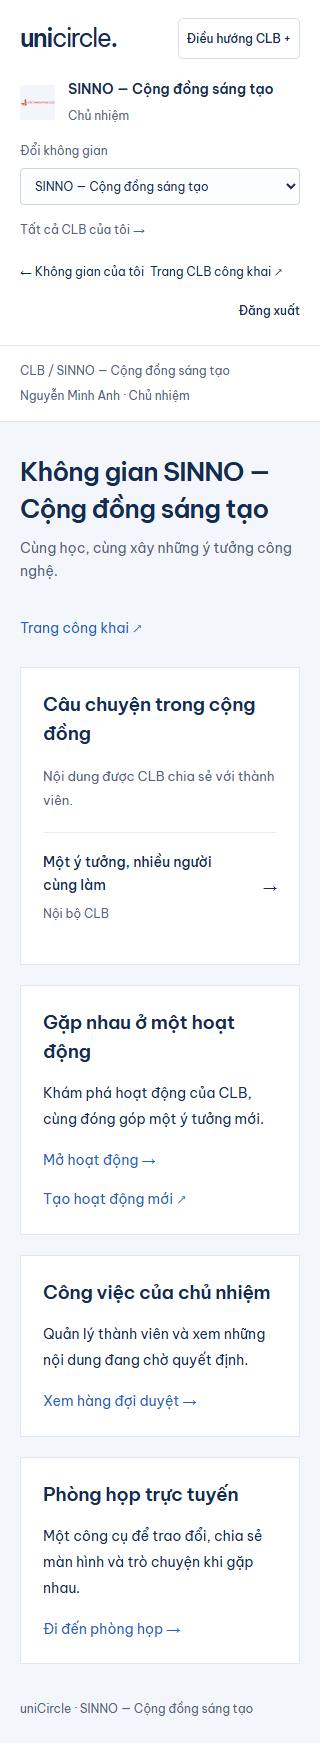 unicircle.
Điều hướng CLB +
SINNO — Cộng đồng sáng tạo
Chủ nhiệm
Đổi không gian
SINNO — Cộng đồng sáng tạo
Tất cả CLB của tôi →
← Không gian của tôi Trang CLB công khai ↗
Đăng xuất
CLB / SINNO — Cộng đồng sáng tạo
Nguyễn Minh Anh · Chủ nhiệm
Không gian SINNO —
Cộng đồng sáng tạo
Cùng học, cùng xây những ý tưởng công
nghệ.
Trang công khai ↗
Câu chuyện trong cộng
đồng
Nội dung được CLB chia sẻ với thành
viên.
Một ý tưởng, nhiều người
cùng làm
→
Nội bộ CLB
Gặp nhau ở một hoạt
động
Khám phá hoạt động của CLB,
cùng đóng góp một ý tưởng mới.
Mở hoạt động →
Tạo hoạt động mới ↗
Công việc của chủ nhiệm
Quản lý thành viên và xem những
nội dung đang chờ quyết định.
Xem hàng đợi duyệt →
Phòng họp trực tuyến
Một công cụ để trao đổi, chia sẻ
màn hình và trò chuyện khi gặp
nhau.
Đi đến phòng họp →
uniCircle · SINNO — Cộng đồng sáng tạo